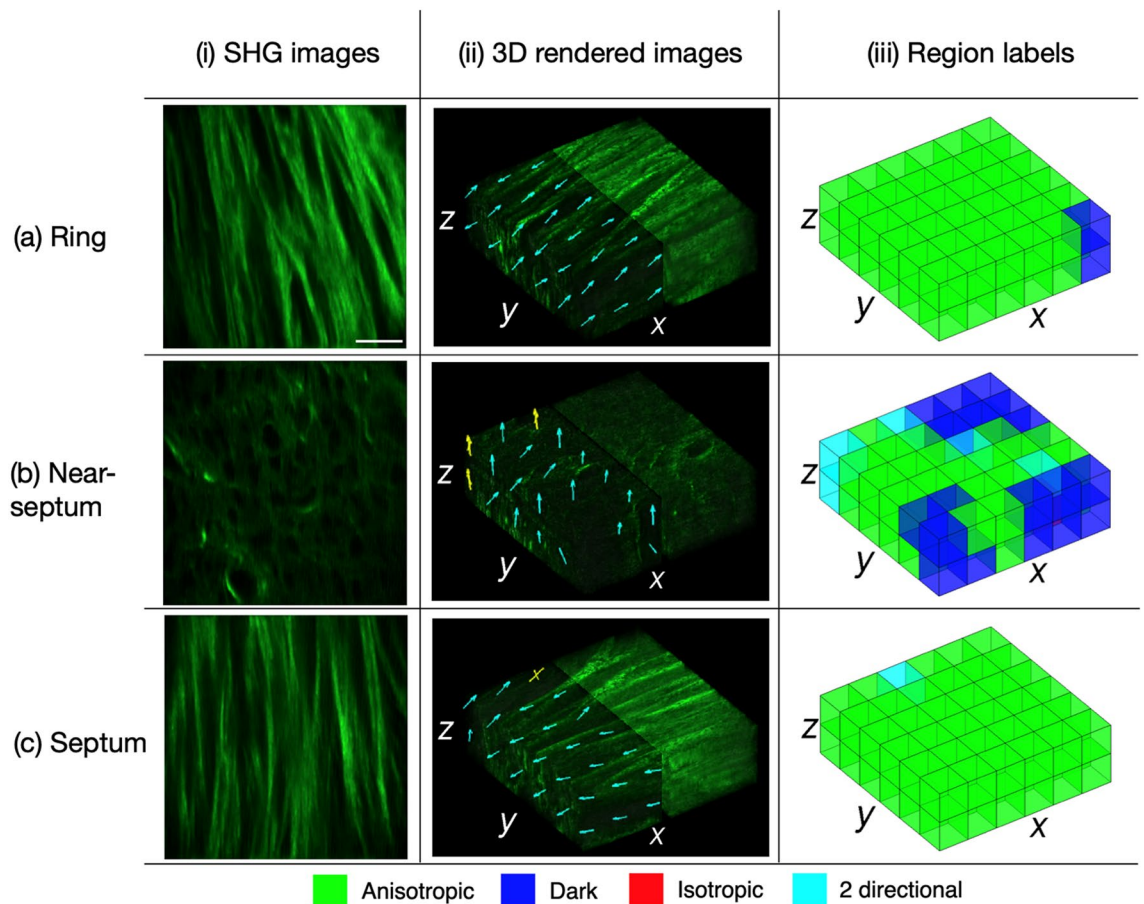 (i) SHG images
(ii) 3D rendered images
(iii) Region labels
(a) Ring
z
y
x
z
y
x
(b) Near-
septum
z
y
x
z
y
x
(c) Septum
z
y
x
z
y
x
Anisotropic
Dark
Isotropic
2 directional